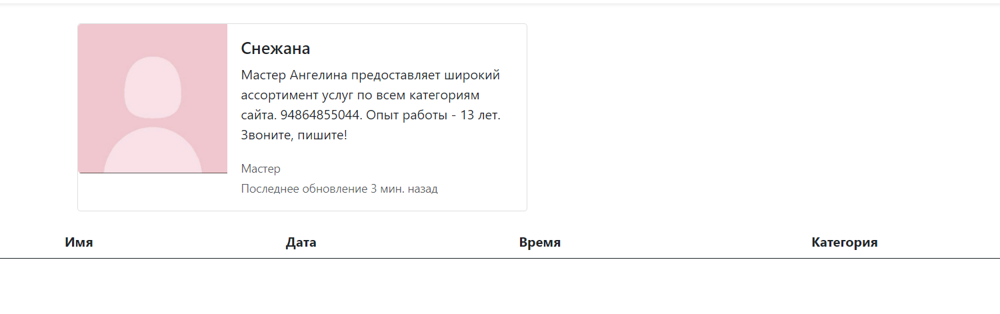 Снежана
Мастер Ангелина предоставляет широкий
ассортимент услуг по всем категориям
сайта. 94864855044. Опыт работы - 13 лет.
Звоните, пишите!
Мастер
Последнее обновление 3 мин. назад
Имя Дата Время Категория